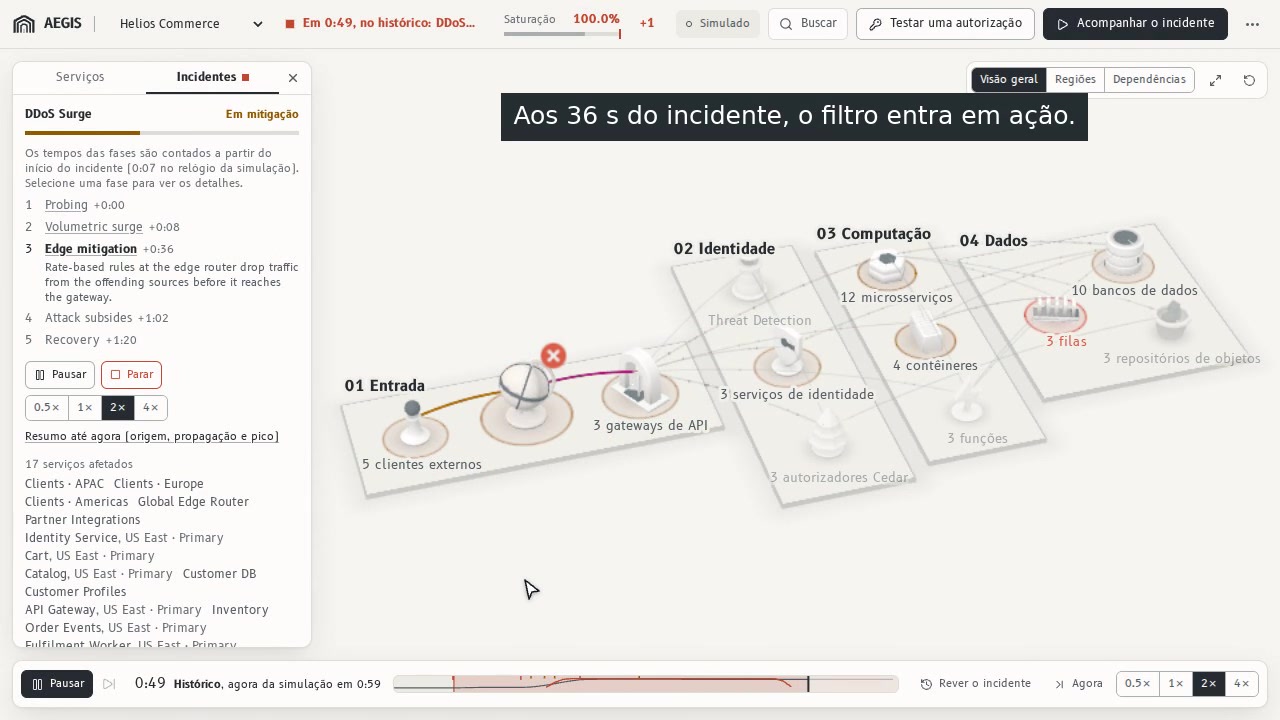 AEGIS
Helios Commerce
Em 0:49, no histórico: DDoS...
Saturação 100.0% +1
Simulado
Buscar
Testar uma autorização
Acompanhar o incidente
Serviços
Incidentes
Visão geral
Regiões
Dependências
Aos 36 s do incidente, o filtro entra em ação.
DDoS Surge
Em mitigação
Os tempos das fases são contados a partir do
início do incidente [0:07 no relógio da simulação].
Selecione uma fase para ver os detalhes.
1 Probing +0:00
2 Volumetric surge +0:08
3 Edge mitigation +0:36
Rate-based rules at the edge router drop traffic
from the offending sources before it reaches
the gateway.
4 Attack subsides +1:02
5 Recovery +1:20
Pausar
Parar
0.5× 1× 2× 4×
Resumo até agora [origem, propagação e pico]
17 serviços afetados
Clients · APAC Clients · Europe
Clients · Americas Global Edge Router
Partner Integrations
Identity Service, US East · Primary
Cart, US East · Primary
Catalog, US East · Primary Customer DB
Customer Profiles
API Gateway, US East · Primary Inventory
Order Events, US East · Primary
Fulfilment Worker, US East · Primary
01 Entrada
5 clientes externos
3 gateways de API
02 Identidade
Threat Detection
3 serviços de identidade
3 autorizadores Cedar
03 Computação
12 microsserviços
4 contêineres
3 funções
04 Dados
10 bancos de dados
3 filas
3 repositórios de objetos
Pausar
0:49 Histórico, agora da simulação em 0:59
Rever o incidente
Agora
0.5× 1× 2× 4×